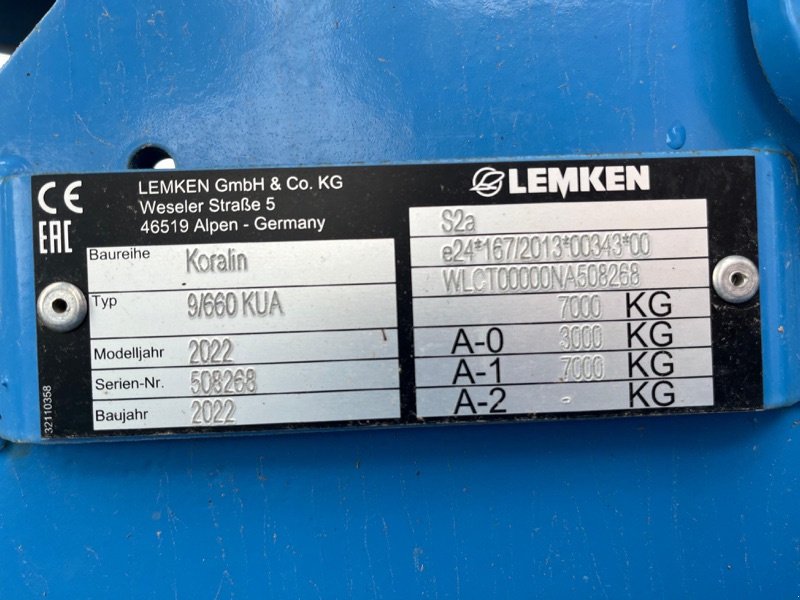 CE
EAC
LEMKEN GmbH & Co. KG
Weseler Straße 5
46519 Alpen - Germany
Baureihe Koralin
Typ 9/660 KUA
Modelljahr 2022
Serien-Nr. 508268
Baujahr 2022
32110358
LEMKEN
S2a
e24*167/2013*00343*00
WLCT00000NA508268
7000 KG
A-0 3000 KG
A-1 7000 KG
A-2 - KG